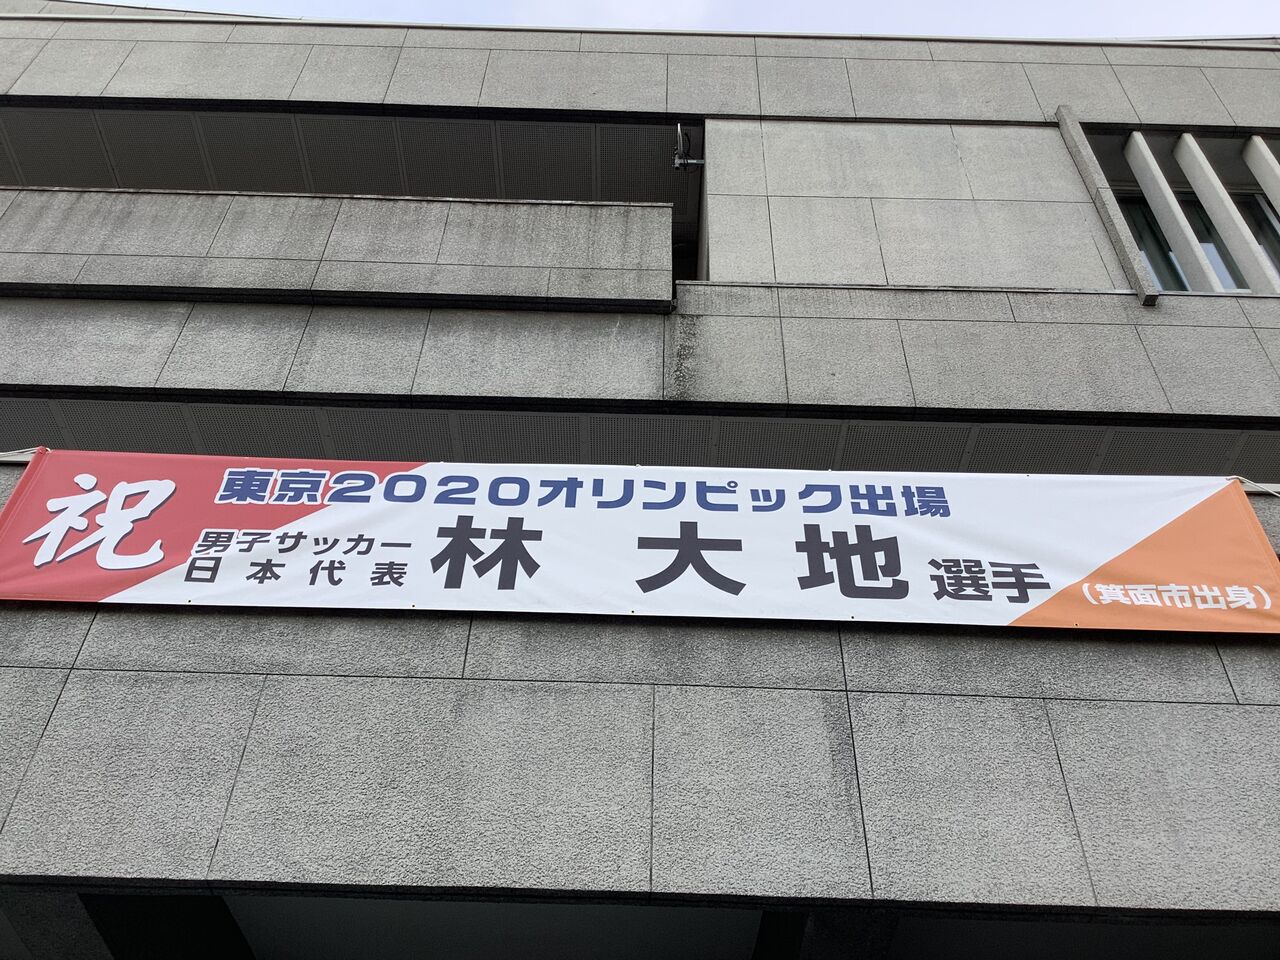 祝
東京2020オリンピック出場
男子サッカー
日本代表
林 大 地 選手
(箕面市出身)